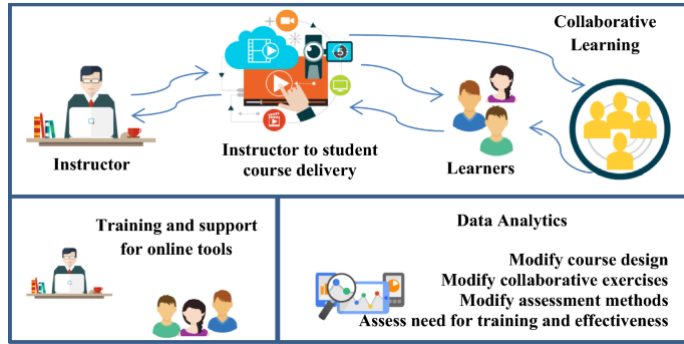 Collaborative
Learning
5
Instructor
Instructor to student
course delivery
Learners
Training and support
for online tools
Data Analytics
Modify course design
Modify collaborative exercises
Modify assessment methods
Assess need for training and effectiveness